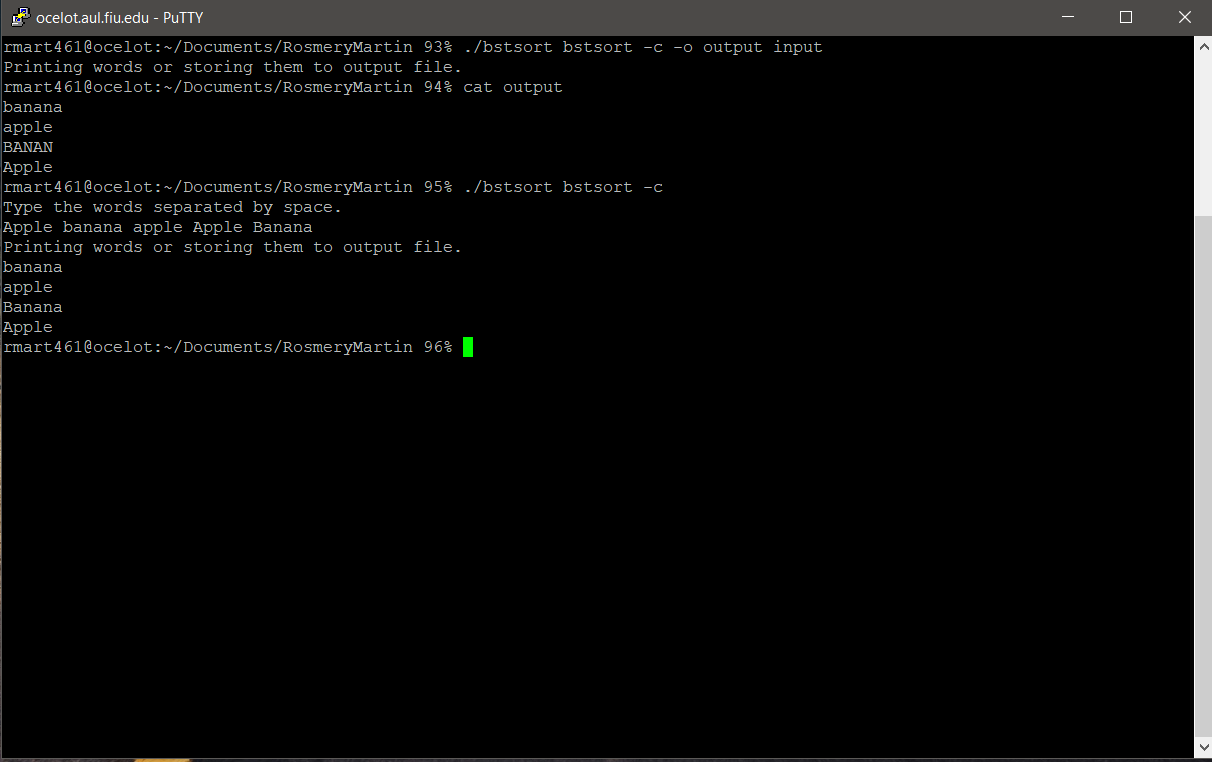 ocelot.aul.fiu.edu - PuTTY
rmart461@ocelot:~/Documents/RosmeryMartin 93% ./bstsort bstsort -c -o output input
Printing words or storing them to output file.
rmart461@ocelot:~/Documents/RosmeryMartin 94% cat output
banana
apple
BANAN
Apple
rmart461@ocelot:~/Documents/RosmeryMartin 95% ./bstsort bstsort -c
Type the words separated by space.
Apple banana apple Apple Banana
Printing words or storing them to output file.
banana
apple
Banana
Apple
rmart461@ocelot:~/Documents/RosmeryMartin 96%